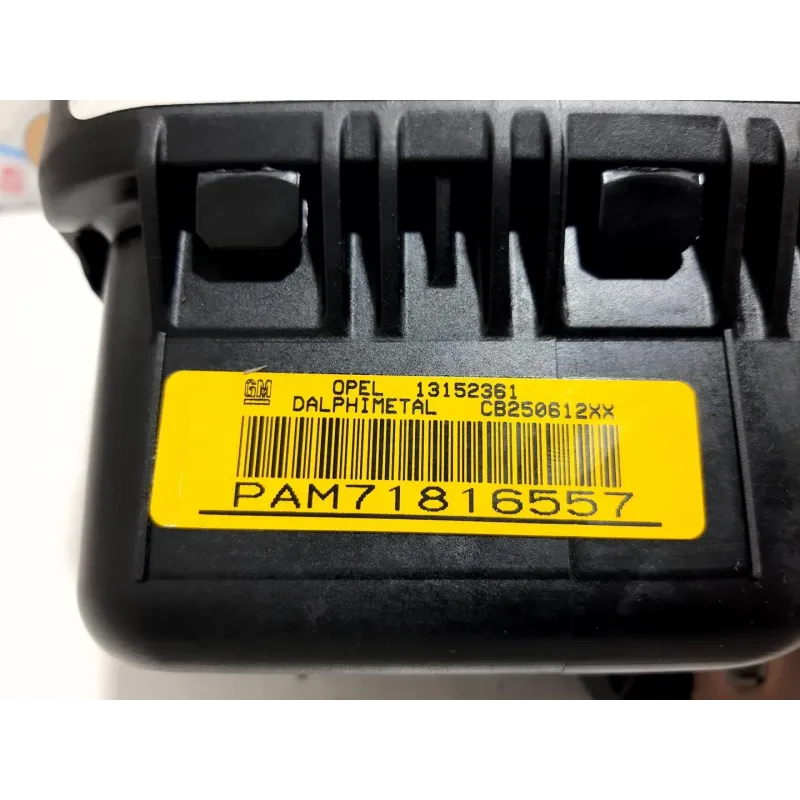 GM OPEL 13152361
DALPHIMETAL CB250612XX
PAM71816557